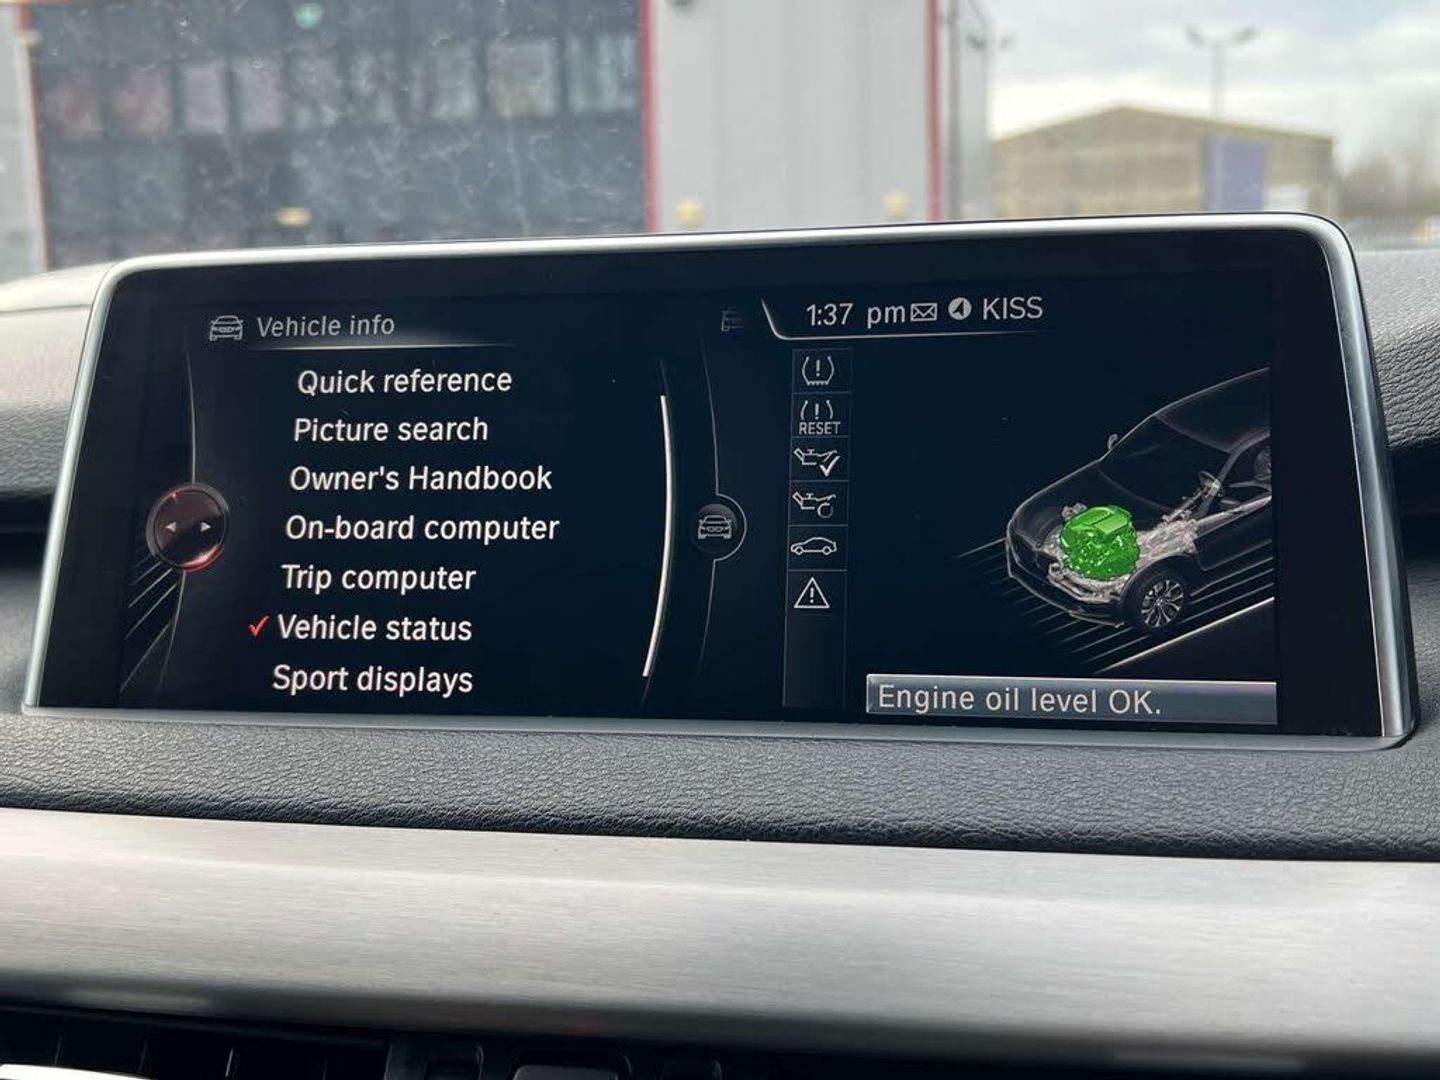 Vehicle info
Quick reference
Picture search
Owner's Handbook
On-board computer
Trip computer
Vehicle status
Sport displays
1:37 pm KISS
RESET
Engine oil level OK.